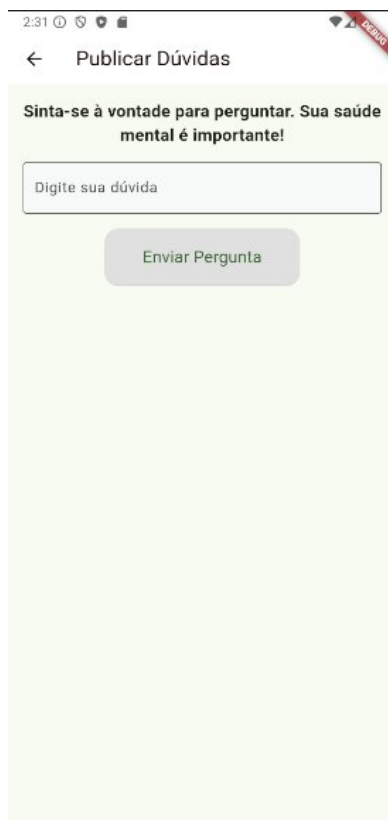 2:31
DEBUG
Publicar Dúvidas
Sinta-se à vontade para perguntar. Sua saúde
mental é importante!
Digite sua dúvida
Enviar Pergunta